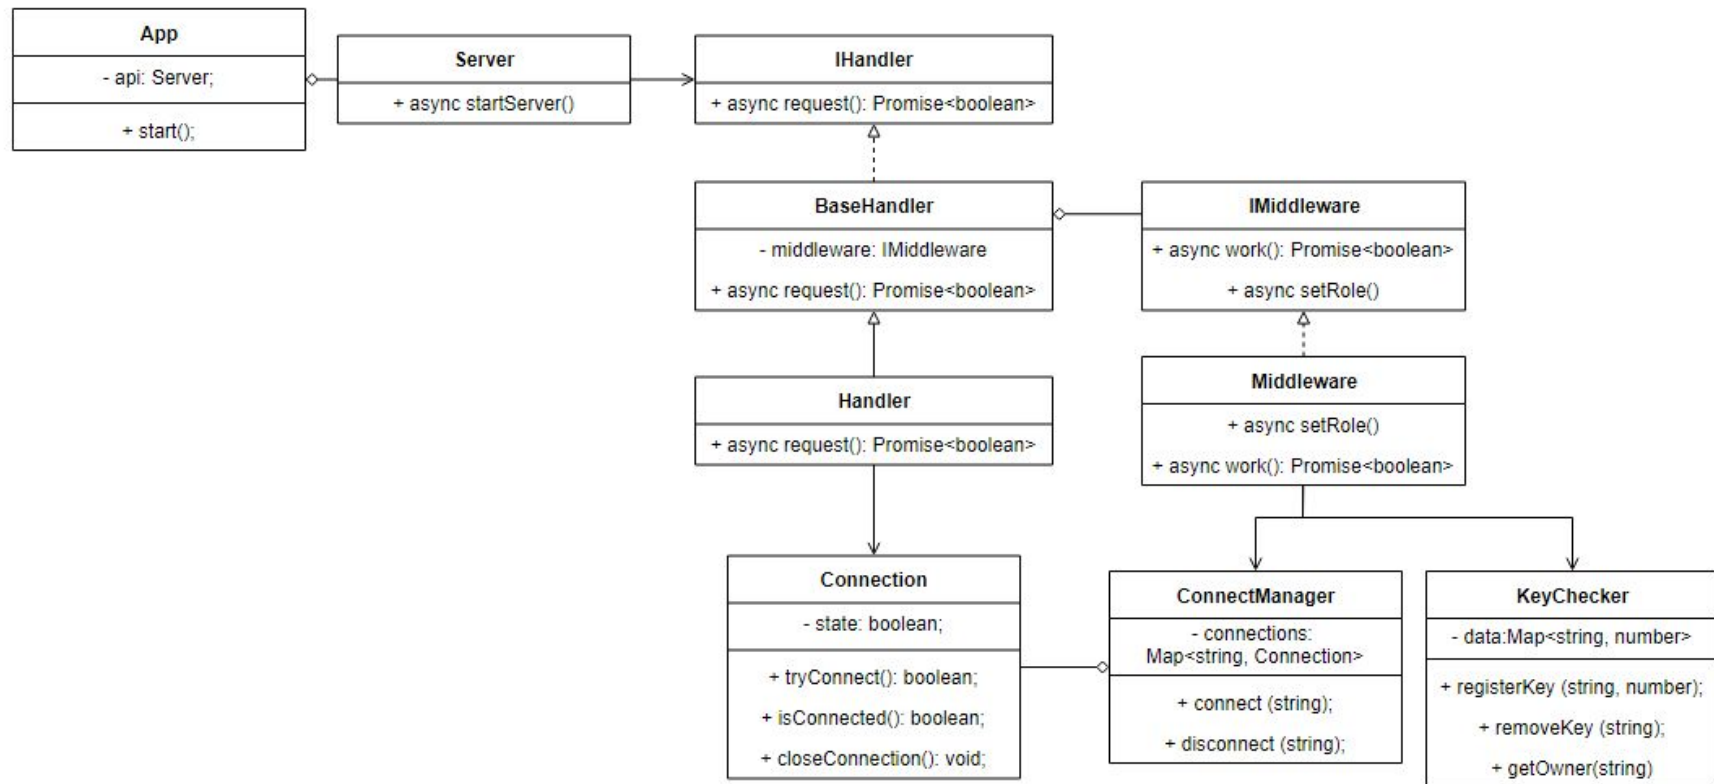 App
- api: Server;
+ start();
Server
+ async startServer()
IHandler
+ async request(): Promise<boolean>
BaseHandler
- middleware: IMiddleware
+ async request(): Promise<boolean>
IMiddleware
+ async work(): Promise<boolean>
+ async setRole()
Handler
+ async request(): Promise<boolean>
Middleware
+ async setRole()
+ async work(): Promise<boolean>
Connection
- state: boolean;
+ tryConnect(): boolean;
+ isConnected(): boolean;
+ closeConnection(): void;
ConnectManager
- connections:
Map<string, Connection>
+ connect (string);
+ disconnect (string);
KeyChecker
- data:Map<string, number>
+ registerKey (string, number);
+ removeKey (string);
+ getOwner(string)